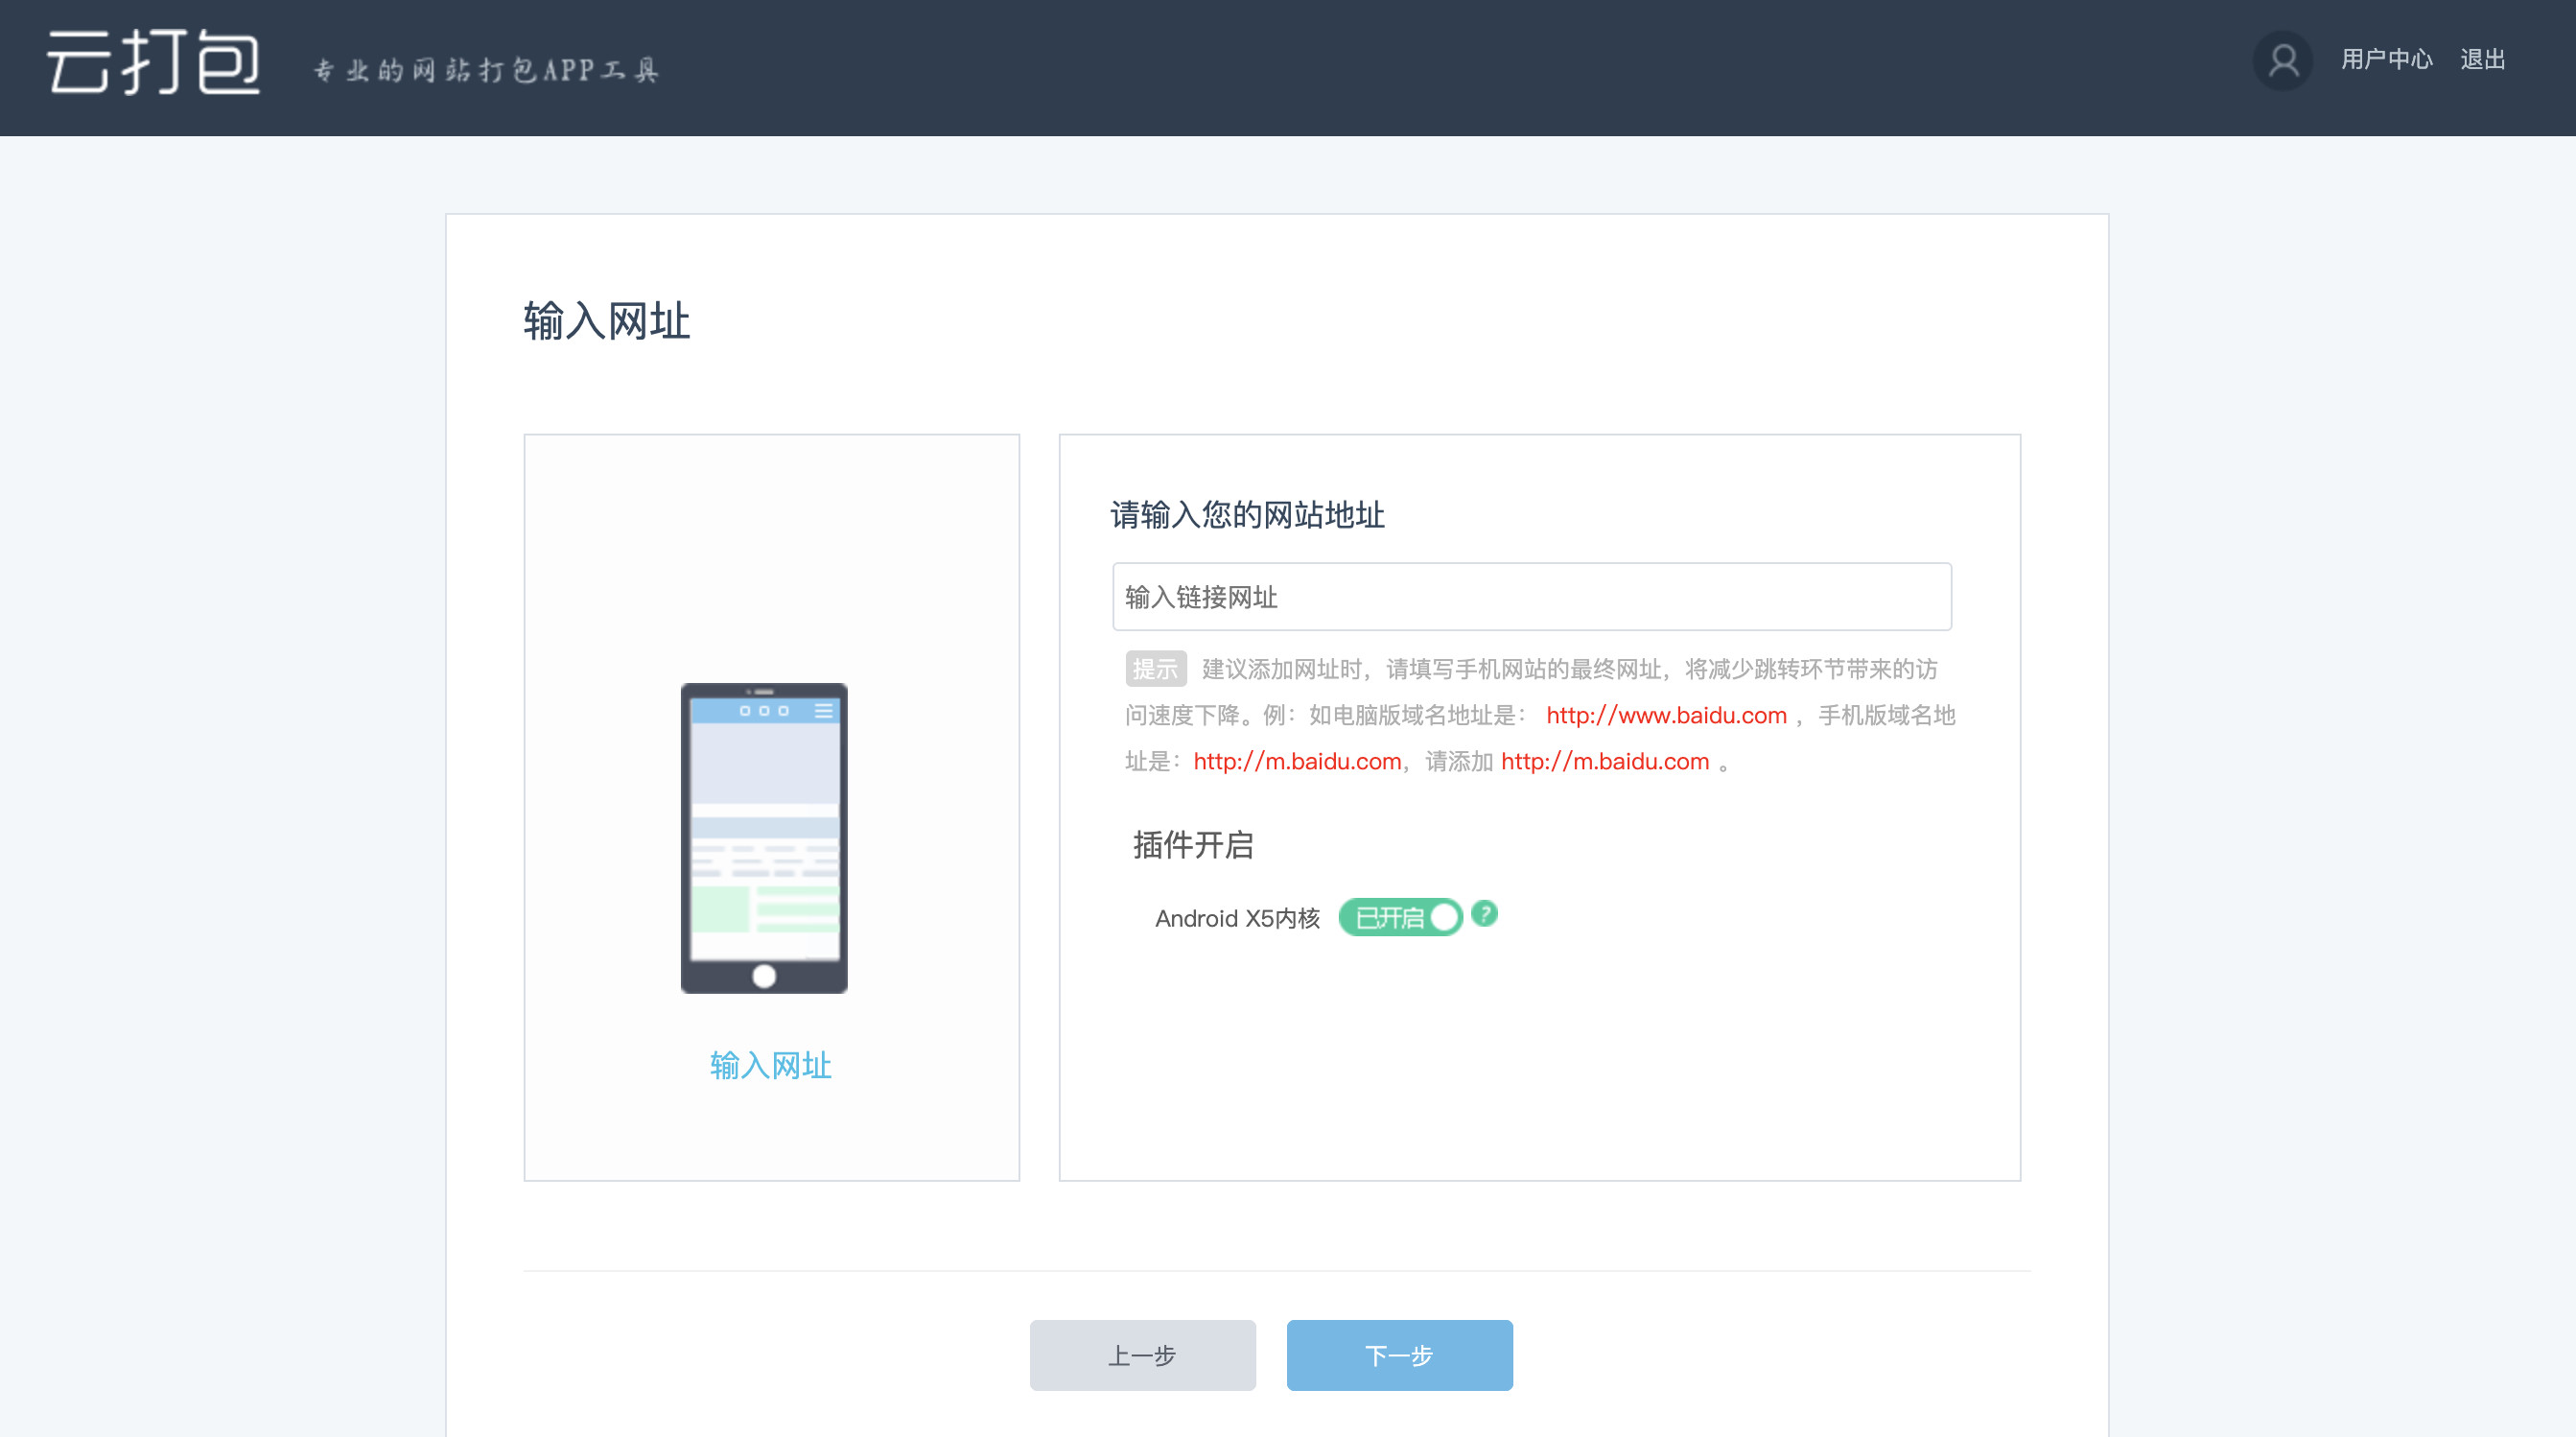 云打包
专业的网站打包APP工具
用户中心 退出
输入网址
请输入您的网站地址
输入链接网址
提示 建议添加网址时，请填写手机网站的最终网址，将减少跳转环节带来的访
问速度下降。例：如电脑版域名地址是： http://www.baidu.com ，手机版域名地
址是：http://m.baidu.com，请添加 http://m.baidu.com 。
插件开启
Android X5内核 已开启 ?
输入网址
上一步 下一步